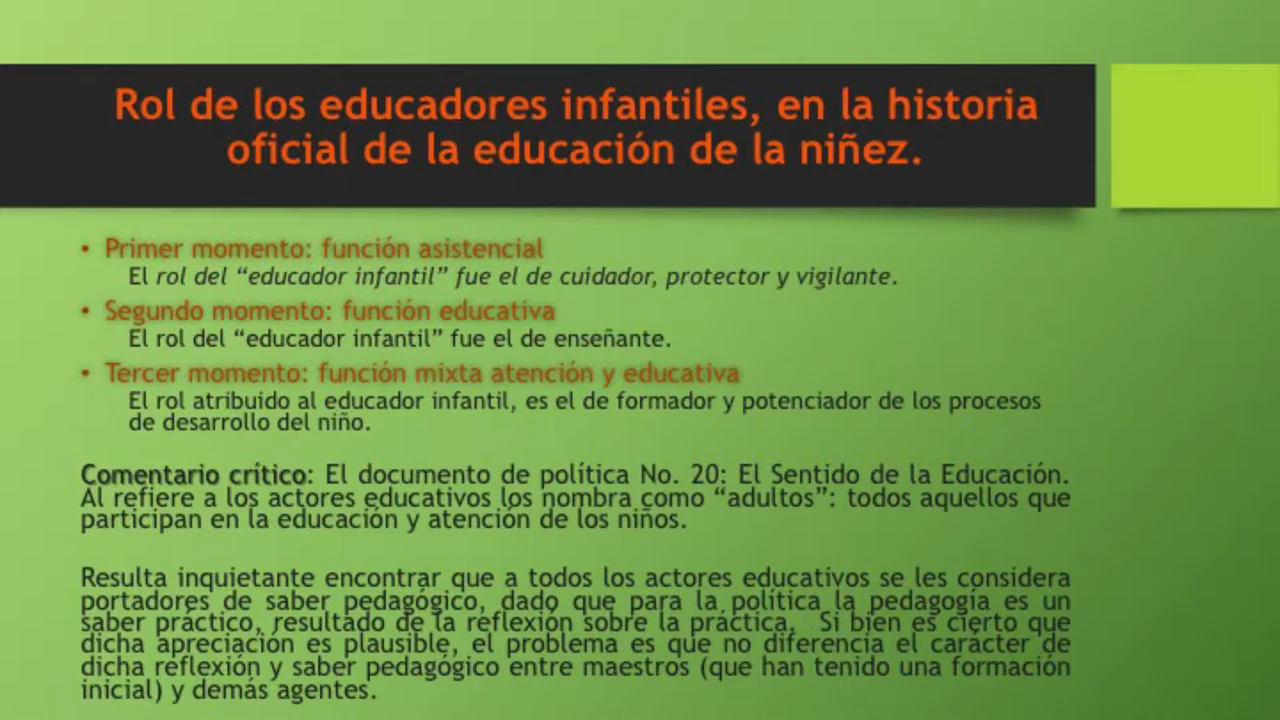 Rol de los educadores infantiles, en la historia
oficial de la educación de la niñez.
• Primer momento: función asistencial
El rol del “educador infantil” fue el de cuidador, protector y vigilante.
• Segundo momento: función educativa
El rol del “educador infantil” fue el de enseñante.
• Tercer momento: función mixta atención y educativa
El rol atribuido al educador infantil, es el de formador y potenciador de los procesos
de desarrollo del niño.
Comentario crítico: El documento de política No. 20: El Sentido de la Educación.
Al refiere a los actores educativos los nombra como “adultos”: todos aquellos que
participan en la educación y atención de los niños.
Resulta inquietante encontrar que a todos los actores educativos se les considera
portadores de saber pedagógico, dado que para la política la pedagogía es un
saber práctico, resultado de la reflexión sobre la práctica. Si bien es cierto que
dicha apreciación es plausible, el problema es que no diferencia el carácter de
dicha reflexión y saber pedagógico entre maestros (que han tenido una formación
inicial) y demás agentes.